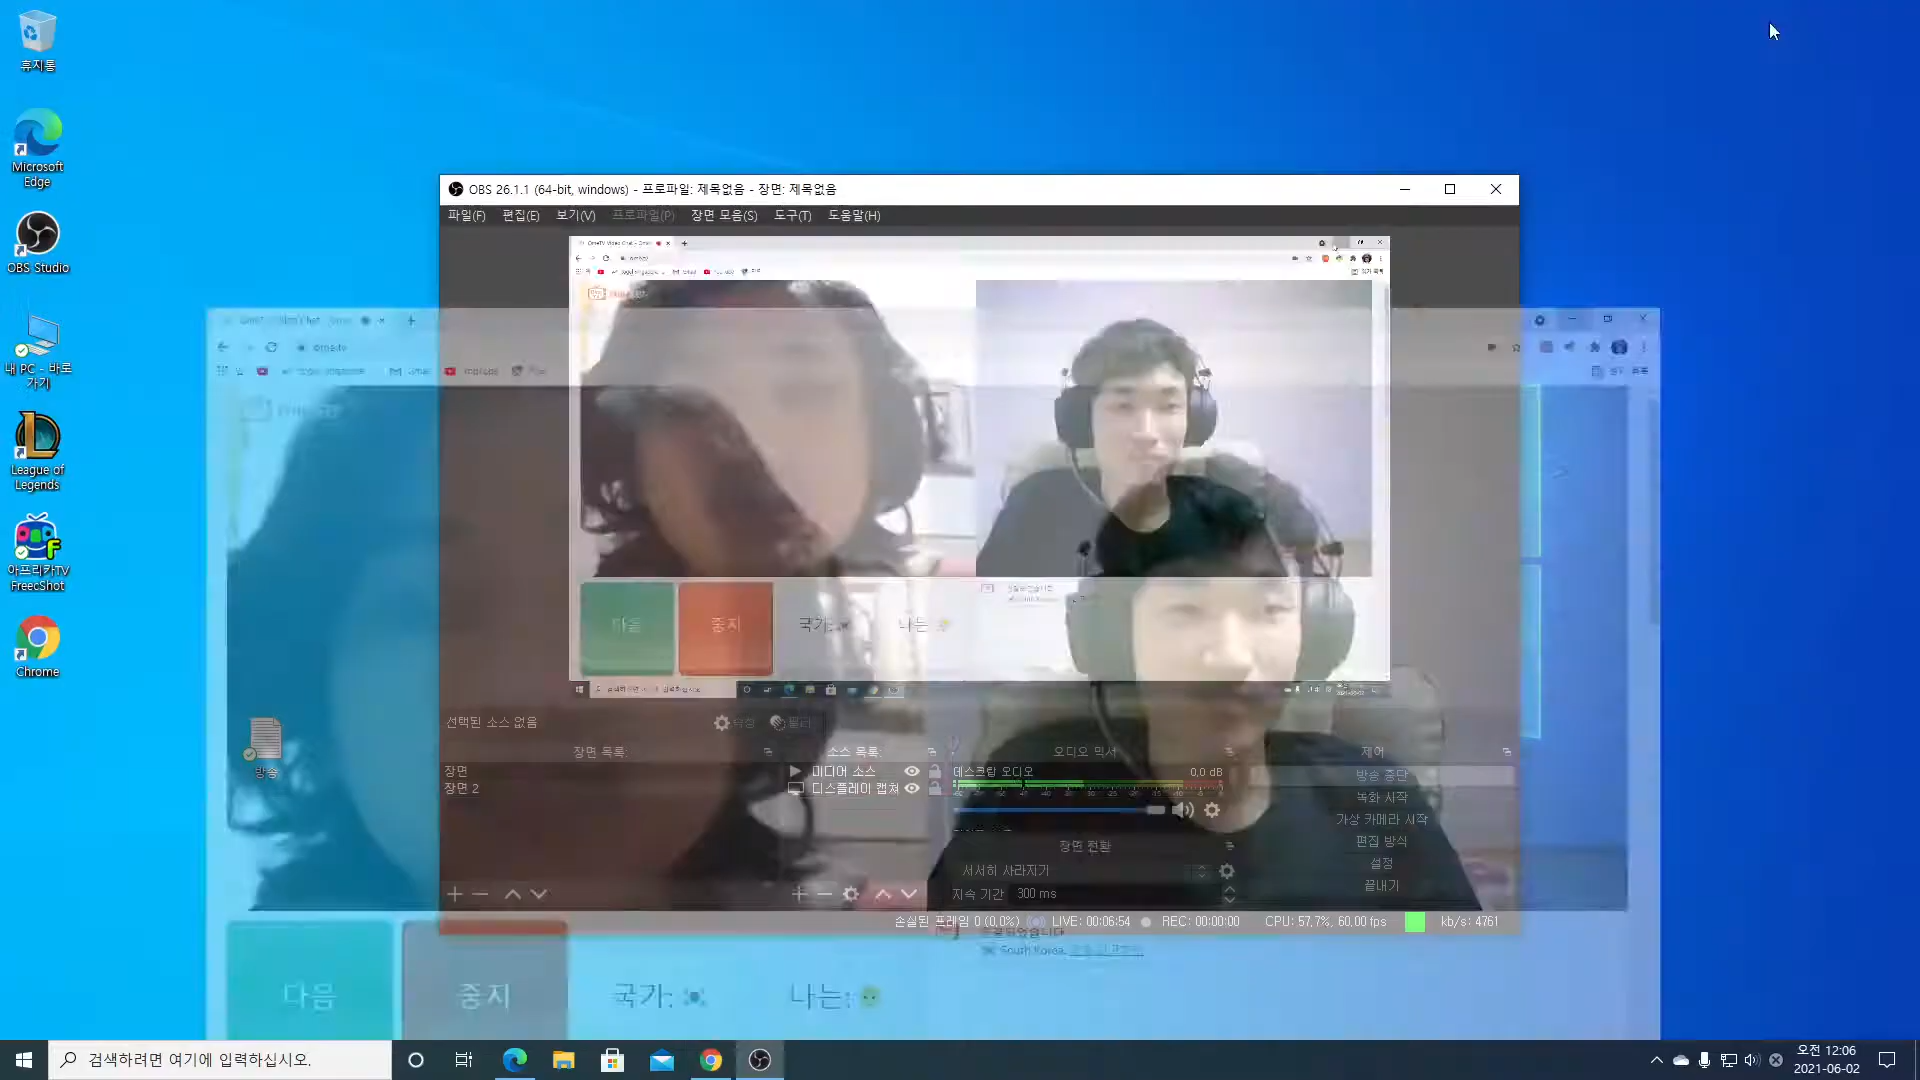 휴지통
Microsoft
Edge
OBS Studio
내 PC - 바로
가기
League of
Legends
아프리카TV
FreecShot
Chrome
방송
OBS 26.1.1 (64-bit, windows) - 프로파일: 제목없음 - 장면: 제목없음
파일(F) 편집(E) 보기(V) 프로파일(P) 장면 모음(S) 도구(T) 도움말(H)
다음 중지 국가: 나는:
선택된 소스 없음 속성 필터
장면 목록: 소스 목록: 오디오 믹서 제어
장면
장면 2
미디어 소스
디스플레이 캡쳐
데스크탑 오디오 0.0 dB
장면 전환
서서히 사라지기
지속 기간 300 ms
방송 중단
녹화 시작
가상 카메라 시작
편집 방식
설정
끝내기
손실된 프레임 0 (0.0%) LIVE: 00:06:54 REC: 00:00:00 CPU: 57.7%, 60.00 fps kb/s: 4761
South Korea.
다음 중지 국가: 나는:
검색하려면 여기에 입력하십시오.
오전 12:06
2021-06-02